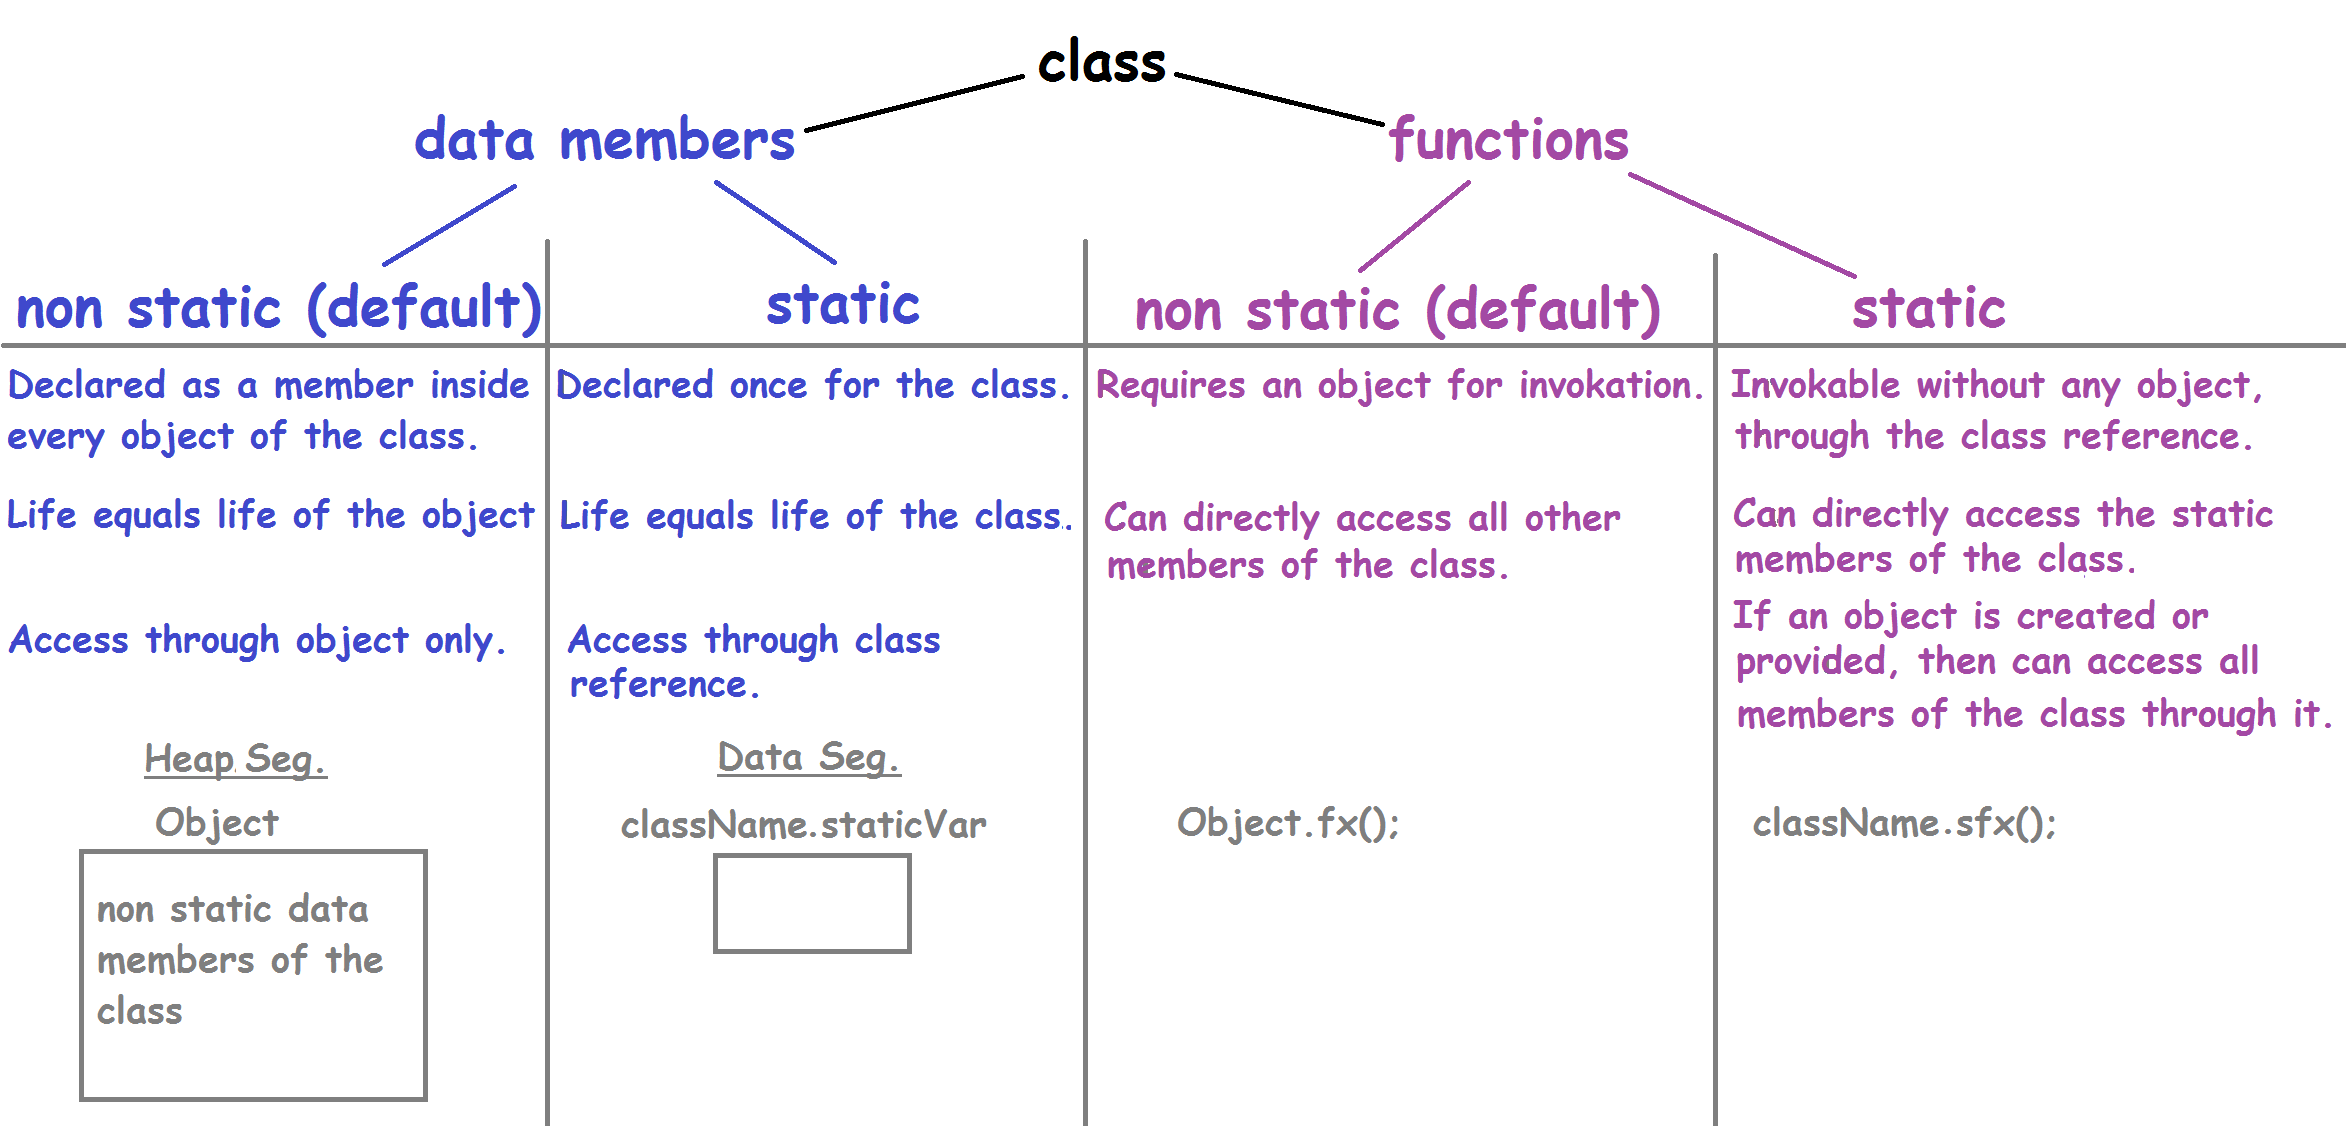 class
data members
functions
non static (default)
static
non static (default)
static
Declared as a member inside
every object of the class.
Life equals life of the object
Access through object only.
Heap Seg.
Object
non static data
members of the
class
Declared once for the class.
Life equals life of the class.
Access through class
reference.
Data Seg.
className.staticVar
Requires an object for invokation.
Can directly access all other
members of the class.
Object.fx();
Invokable without any object,
through the class reference.
Can directly access the static
members of the class.
If an object is created or
provided, then can access all
members of the class through it.
className.sfx();